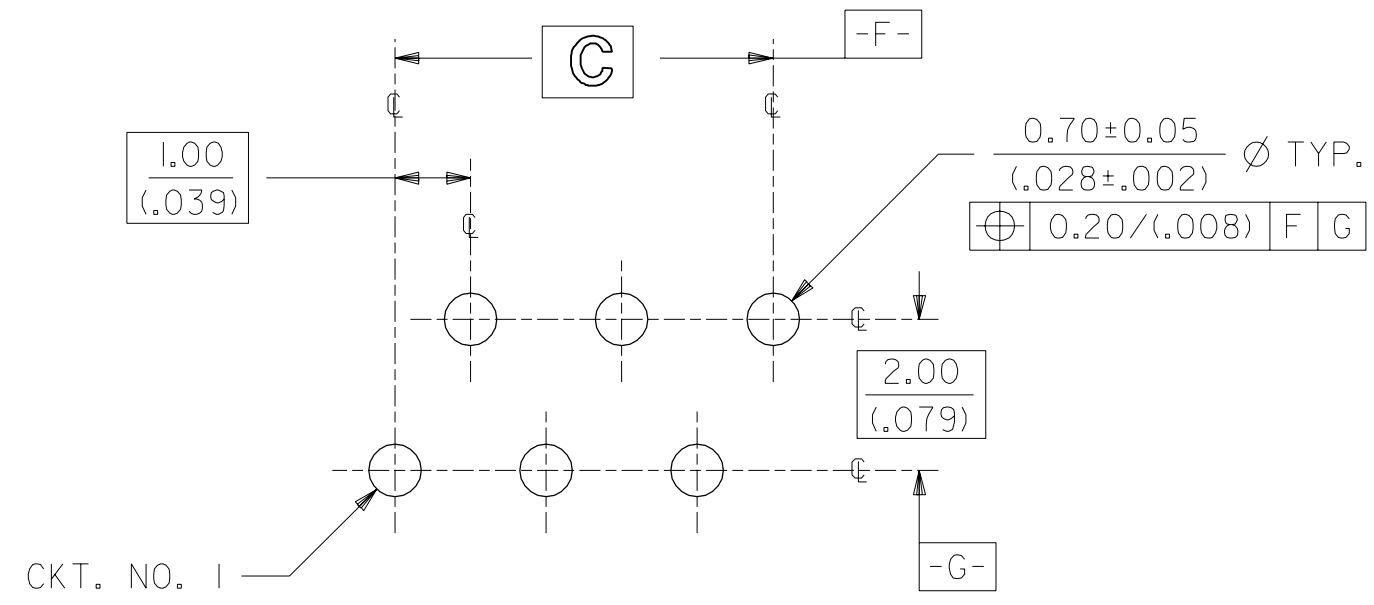 -F-
C
℄
℄
1.00
(.039)
℄
0.70±0.05
(.028±.002)
Ø TYP.
⌖ 0.20/(.008) F G
℄
2.00
(.079)
℄
CKT. NO. 1
-G-